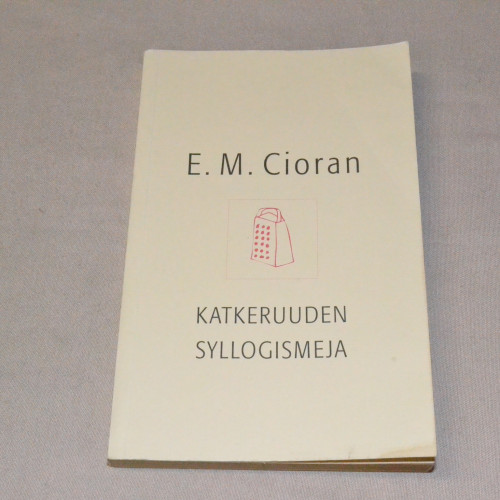 E. M. Cioran
KATKERUUDEN
SYLLOGISMEJA